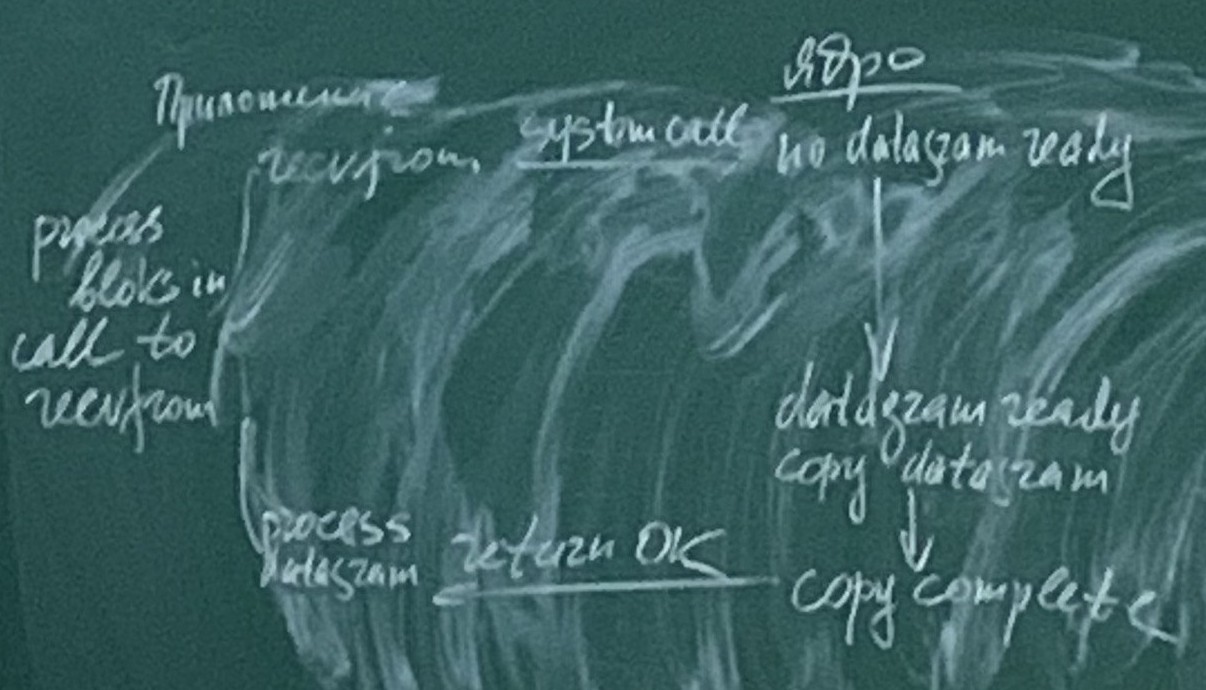 Ядро
Приложение
recvfrom system call no datagram ready
process
blok in
call to
recvfrom
datagram ready
copy datagram
process
datagram
return OK
copy complete